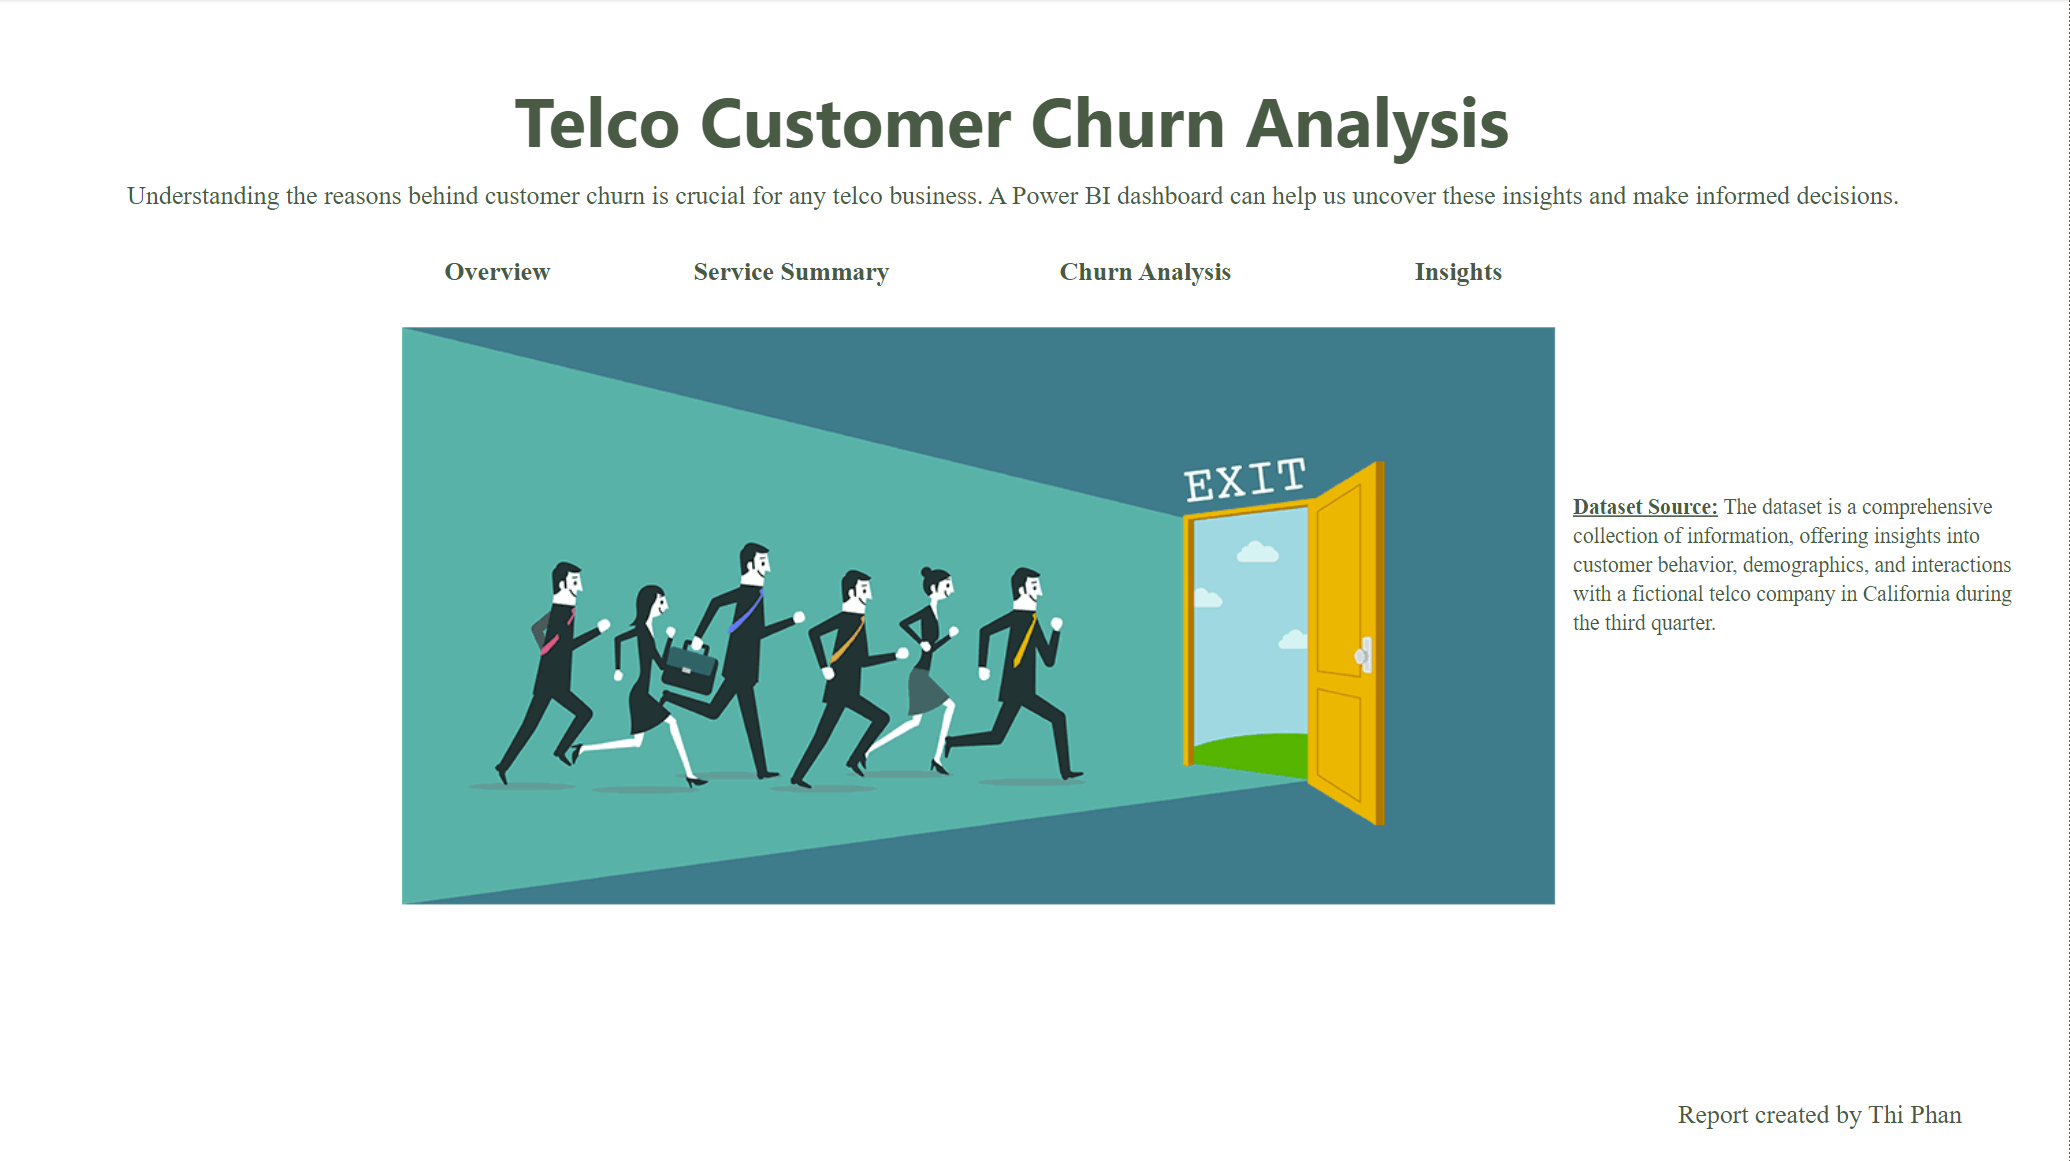 Telco Customer Churn Analysis
Understanding the reasons behind customer churn is crucial for any telco business. A Power BI dashboard can help us uncover these insights and make informed decisions.
Overview
Service Summary
Churn Analysis
Insights
EXIT
Dataset Source: The dataset is a comprehensive
collection of information, offering insights into
customer behavior, demographics, and interactions
with a fictional telco company in California during
the third quarter.
Report created by Thi Phan